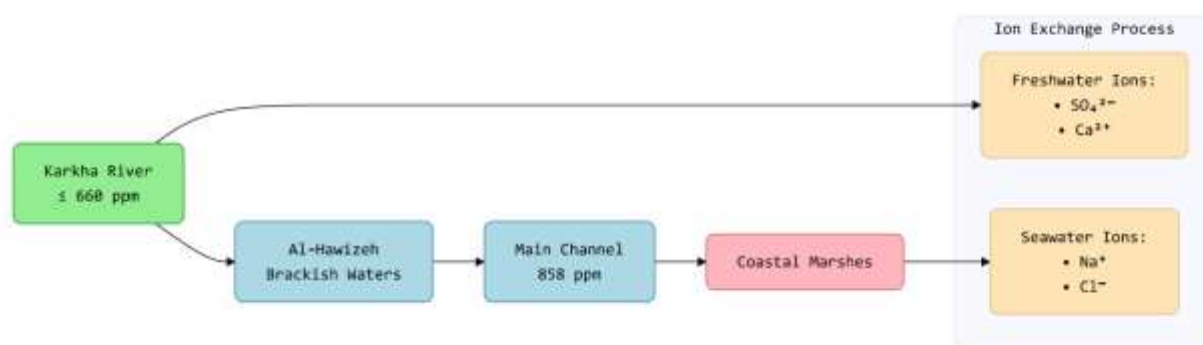 Ion Exchange Process
Freshwater Ions:
• SO₄²⁻
• Ca²⁺
Karkha River
≤ 660 ppm
Al-Hawizeh
Brackish Waters
Main Channel
858 ppm
Coastal Marshes
Seawater Ions:
• Na⁺
• Cl⁻